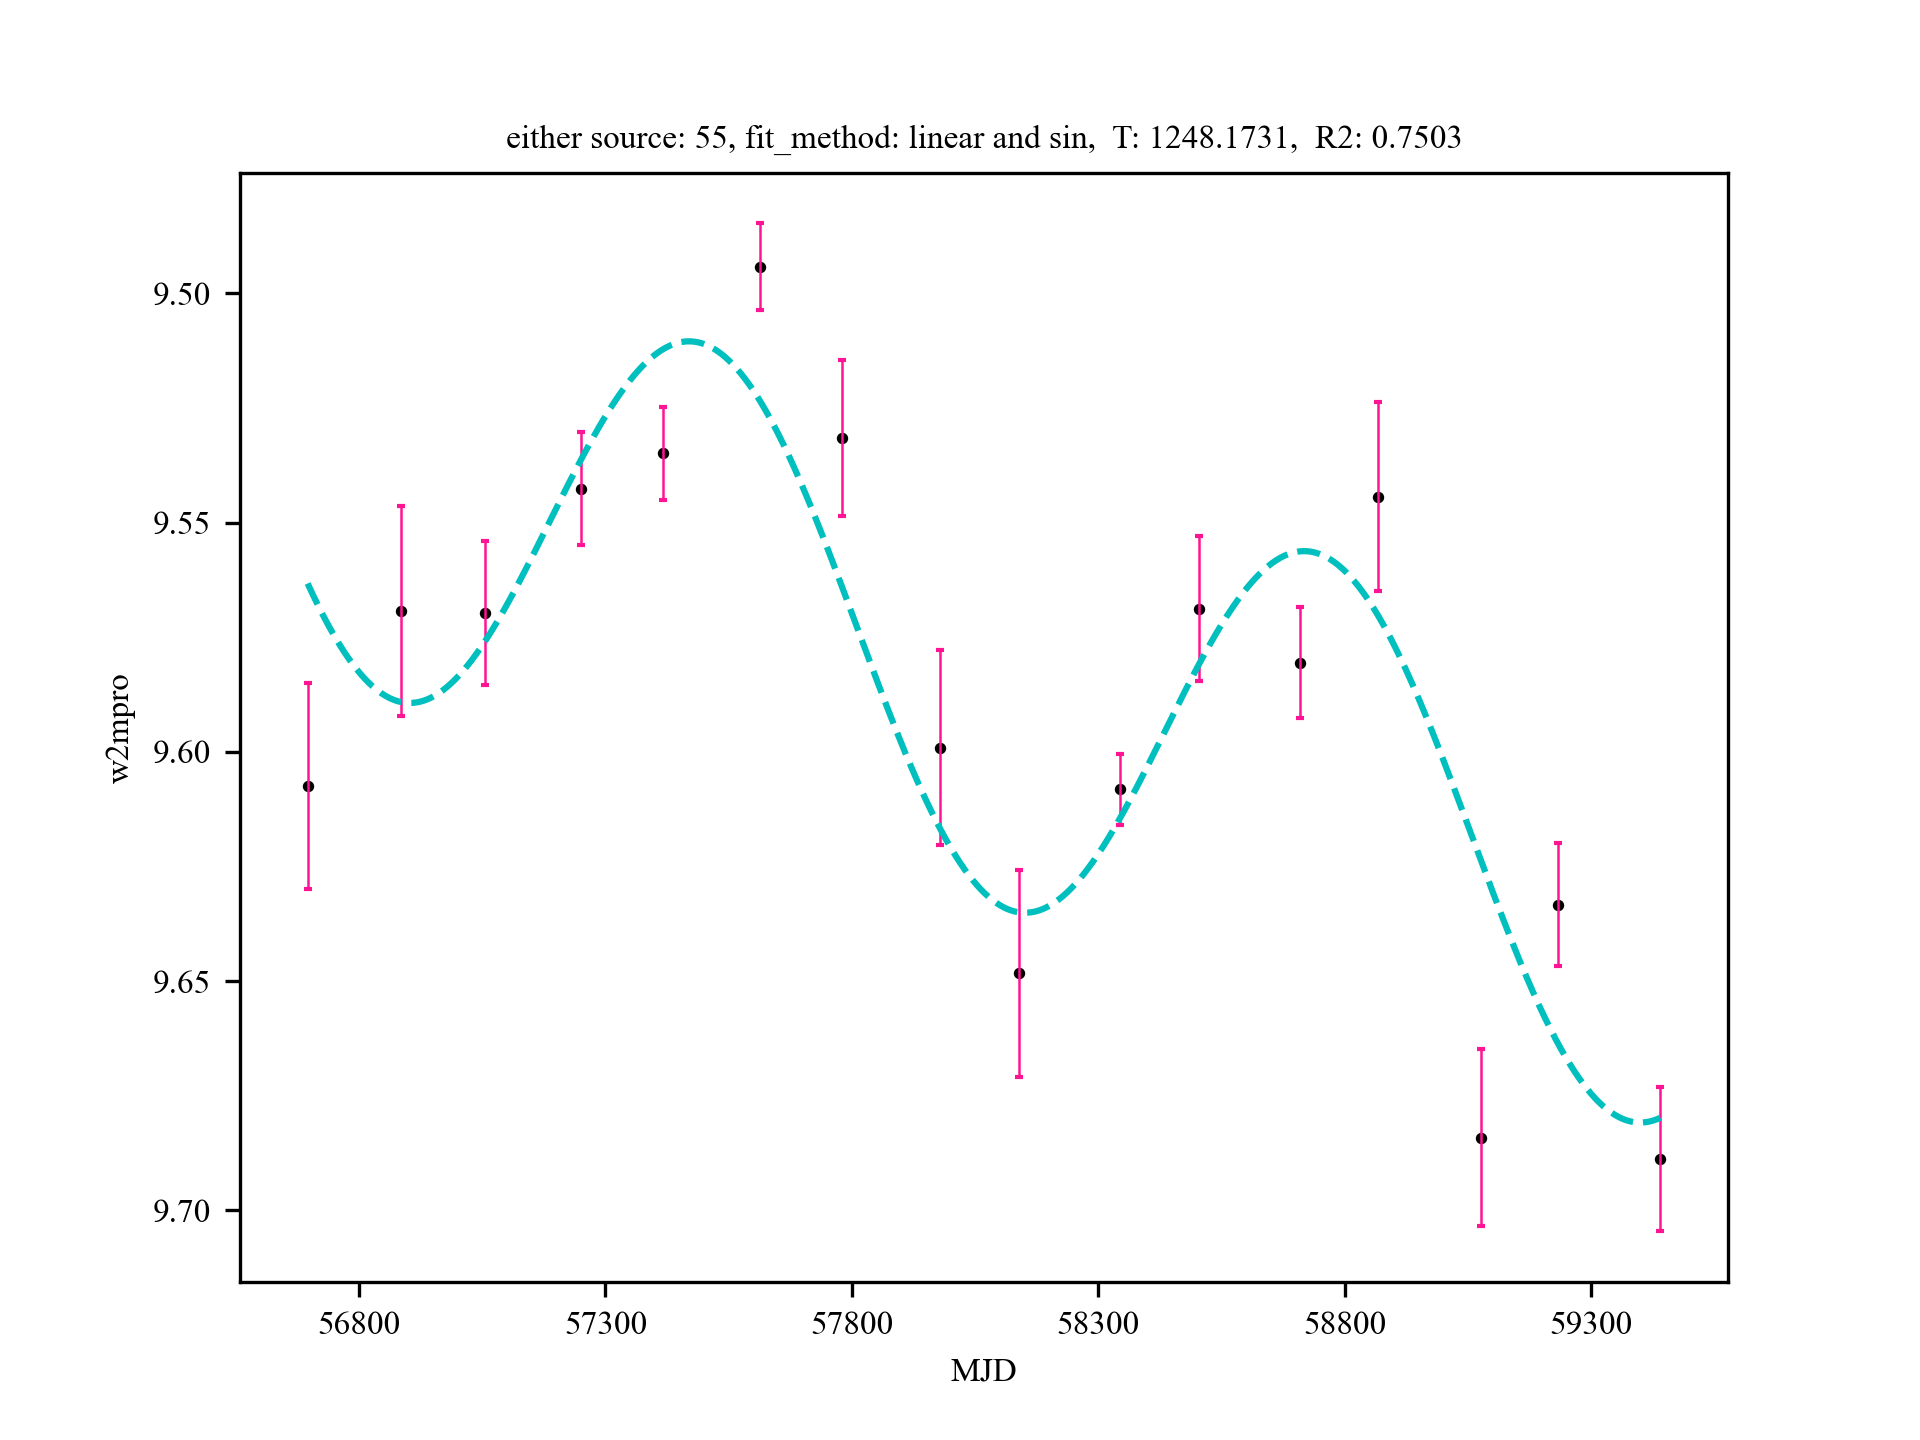 either source: 55, fit_method: linear and sin,  T: 1248.1731,  R2: 0.7503
9.50
9.55
9.60
9.65
9.70
w2mpro
56800 57300 57800 58300 58800 59300
MJD